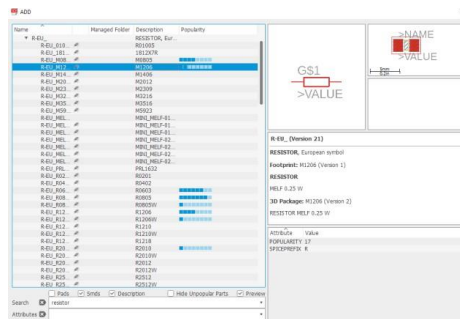 ADD
Name Managed Folder Description Popularity
R-EU_ RESISTOR, Eur...
R-EU_010... R01005
R-EU_181... 1812X7R
R-EU_M08... M0805
R-EU_M12... M1206
R-EU_M14... M1406
R-EU_M20... M2012
R-EU_M23... M2309
R-EU_M32... M3216
R-EU_M35... M3516
R-EU_M59... M5923
R-EU_MEL... MINI_MELF-01...
R-EU_MEL... MINI_MELF-01...
R-EU_MEL... MINI_MELF-02...
R-EU_MEL... MINI_MELF-02...
R-EU_MEL... MINI_MELF-02...
R-EU_MEL... MINI_MELF-02...
R-EU_PRL... PRL1632
R-EU_R02... R0201
R-EU_R04... R0402
R-EU_R06... R0603
R-EU_R08... R0805
R-EU_R08... R0805W
R-EU_R12... R1206
R-EU_R12... R1206W
R-EU_R12... R1210
R-EU_R12... R1210W
R-EU_R12... R1218
R-EU_R20... R2010
R-EU_R20... R2010W
R-EU_R20... R2012
R-EU_R20... R2012W
R-EU_R25... R2512
R-EU_R25... R2512W
Pads Smds Description Hide Unpopular Parts Preview
Search resistor
Attributes
G$1
>VALUE
>NAME
>VALUE
R-EU_ (Version 21)
RESISTOR, European symbol
Footprint: M1206 (Version 1)
RESISTOR
MELF 0.25 W
3D Package: M1206 (Version 2)
RESISTOR MELF 0.25 W
Attribute Value
POPULARITY 17
SPICEPREFIX R